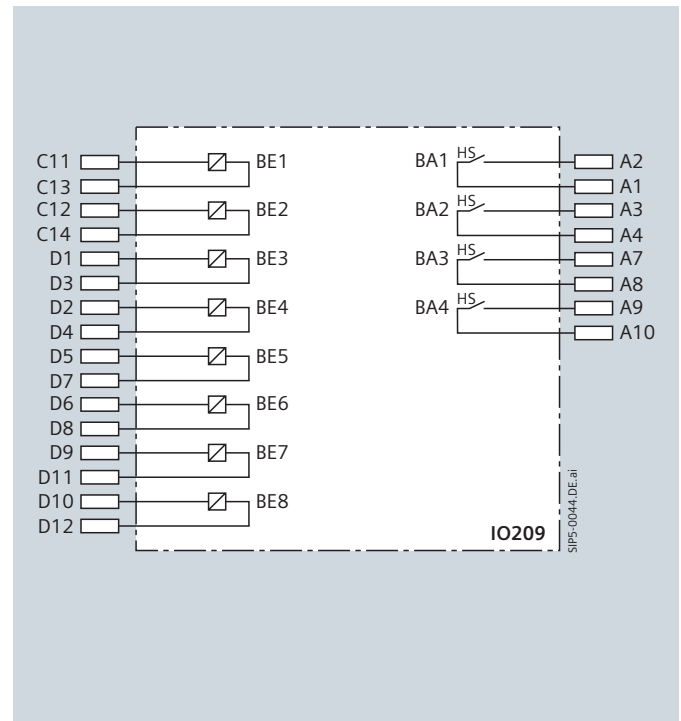 C11 BE1 BA1 HS A2
C13 A1
C12 BE2 BA2 HS A3
C14 A4
D1 BE3 BA3 HS A7
D3 A8
D2 BE4 BA4 HS A9
D4 A10
D5 BE5
D7
D6 BE6
D8
D9 BE7
D11
D10 BE8
D12
IO209
SIP5-0044.DE.ai